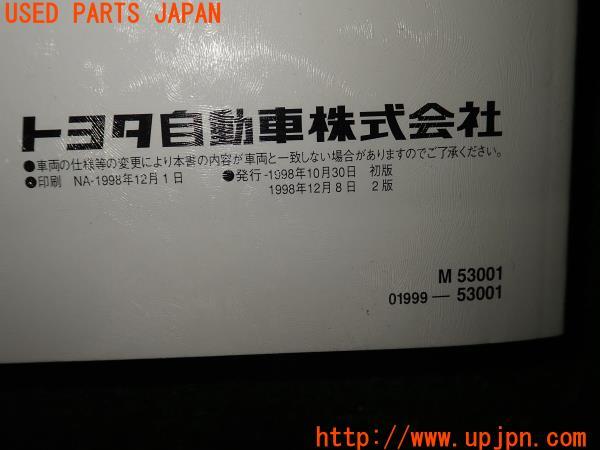 USED PARTS JAPAN
トヨタ自動車株式会社
●車両の仕様等の変更により本書の内容が車両と一致しない場合がありますのでご了承ください。
●印刷 NA-1998年12月1日 ●発行-1998年10月30日 初版
1998年12月8日 2版
M 53001
01999 — 53001
http://www.upjpn.com/